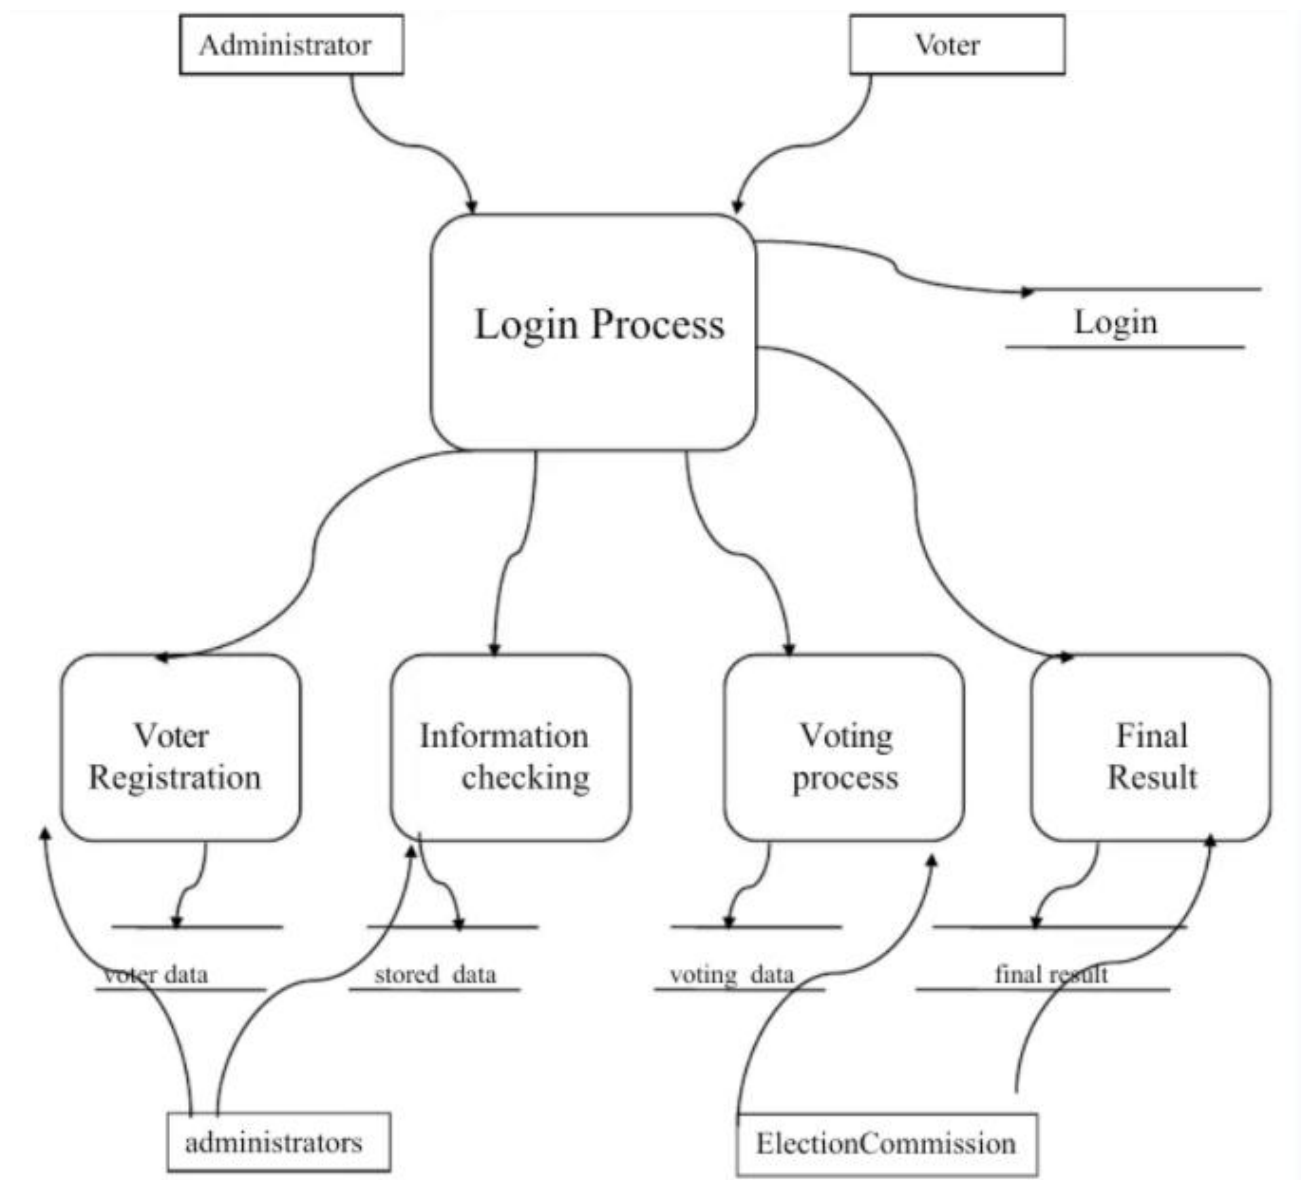 Administrator
Voter
Login Process
Login
Voter
Registration
Information
checking
Voting
process
Final
Result
voter data
stored data
voting data
final result
administrators
ElectionCommission